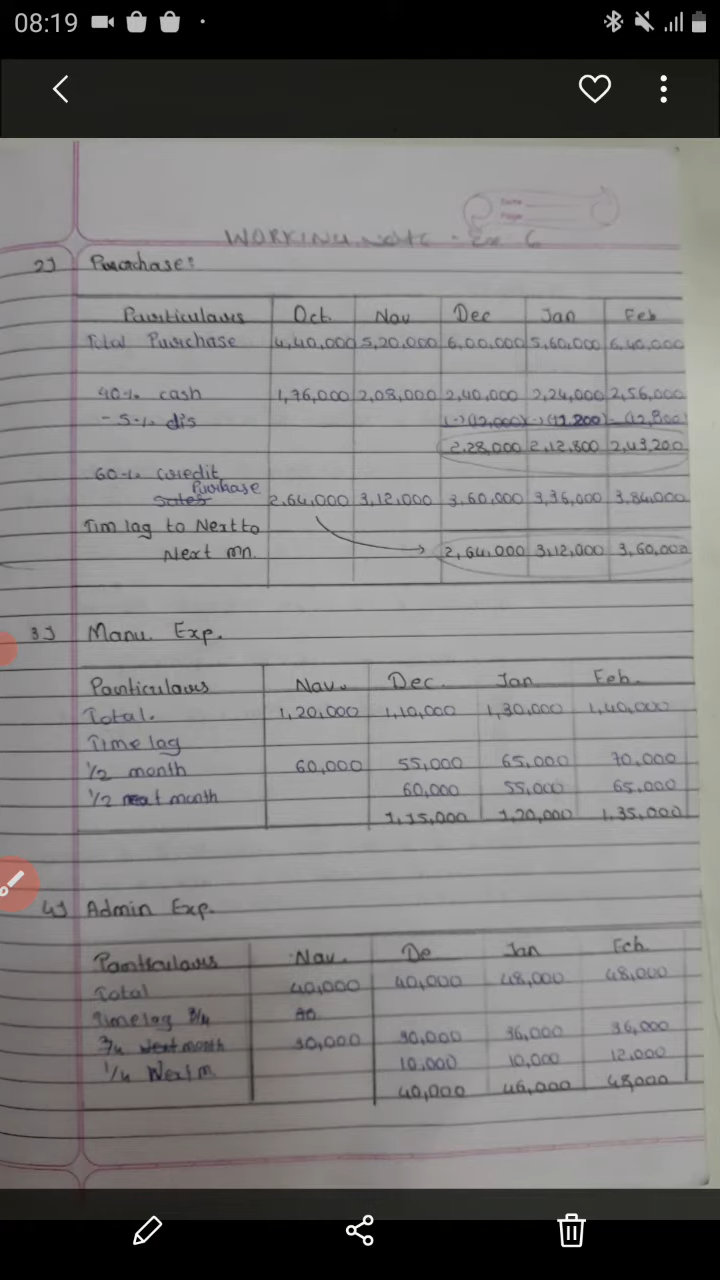 08:19
WORKING Note - Ex. 6
2) Purchase:
Particulars Oct. Nov Dec Jan Feb
Total Purchase 4,40,000 5,20,000 6,00,000 5,60,000 6,40,000
40% cash 1,76,000 2,08,000 2,40,000 2,24,000 2,56,000
- 5% dis (-)(12,000) (-)(11,200) - (12,800)
2,28,000 2,12,800 2,43,200
60% credit
Purchase
Sales 2,64,000 3,12,000 3,60,000 3,36,000 3,84,000
Tim lag to Next to
Next mn. 2,64,000 3,12,000 3,60,000
3) Manu. Exp.
Particulars Nov. Dec. Jan Feb.
Total. 1,20,000 1,10,000 1,30,000 1,40,000
Time lag
1/2 month 60,000 55,000 65,000 70,000
1/2 next month 60,000 55,000 65,000
1,15,000 1,20,000 1,35,000
4) Admin Exp.
Particulars Nov. De Jan Feb
Total 40,000 40,000 48,000 48,000
Timelag 3/4 30
3/4 Next month 30,000 30,000 36,000 36,000
1/4 Next m. 10,000 10,000 12,000
40,000 46,000 48,000